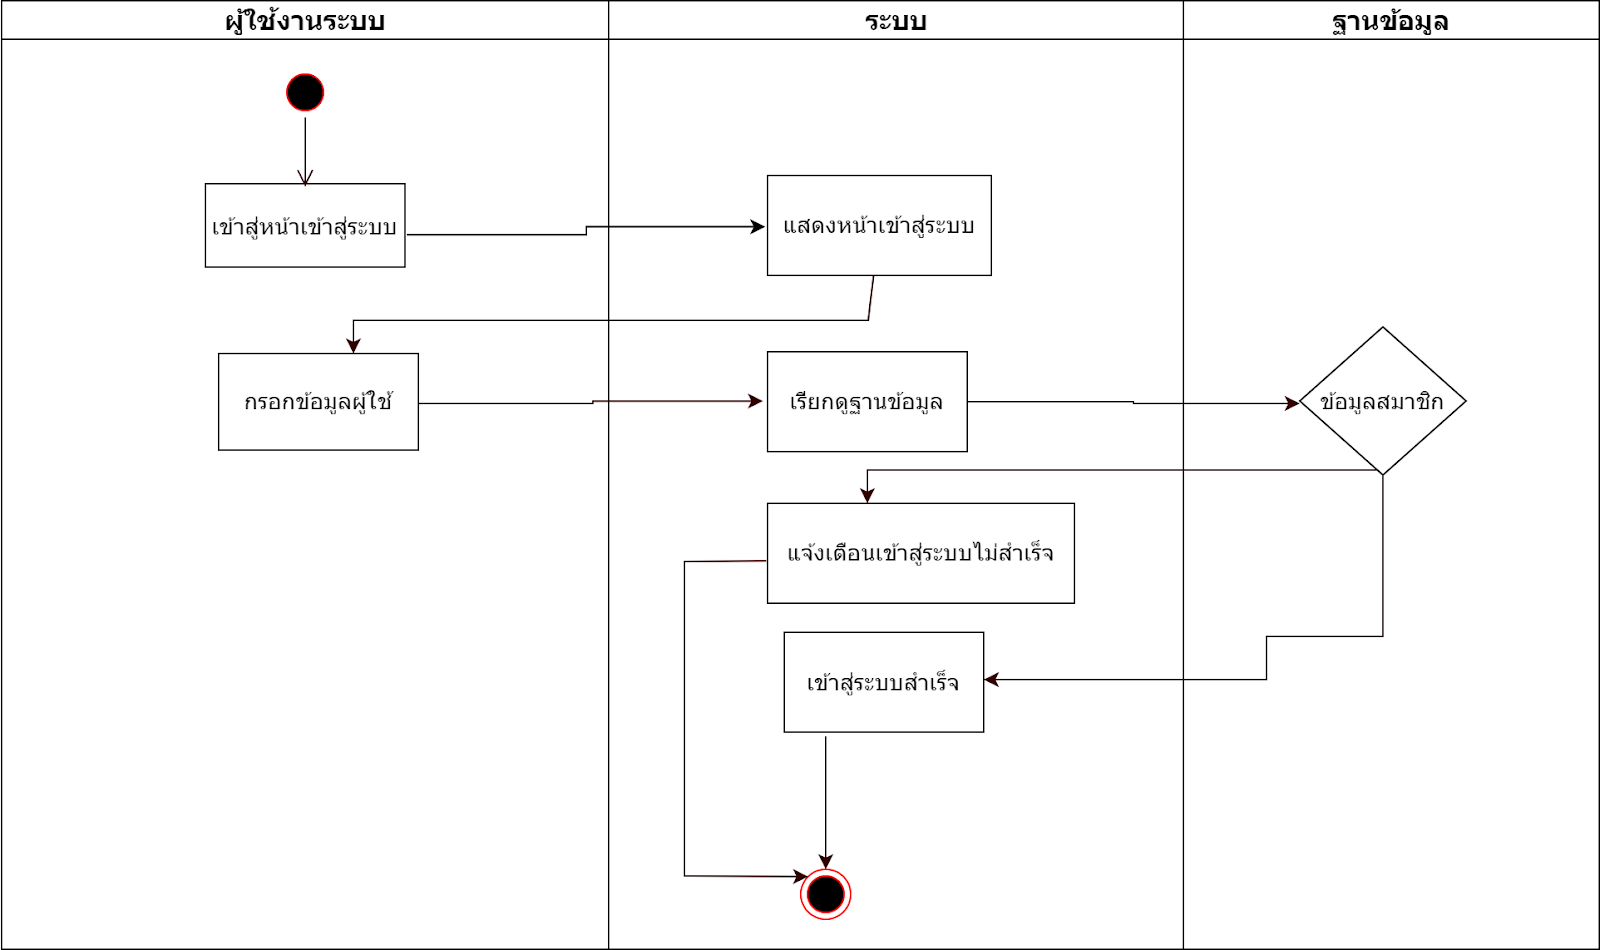 ผู้ใช้งานระบบ
ระบบ
ฐานข้อมูล
เข้าสู่หน้าเข้าสู่ระบบ
แสดงหน้าเข้าสู่ระบบ
กรอกข้อมูลผู้ใช้
เรียกดูฐานข้อมูล
ข้อมูลสมาชิก
แจ้งเดือนเข้าสู่ระบบไม่สำเร็จ
เข้าสู่ระบบสำเร็จ